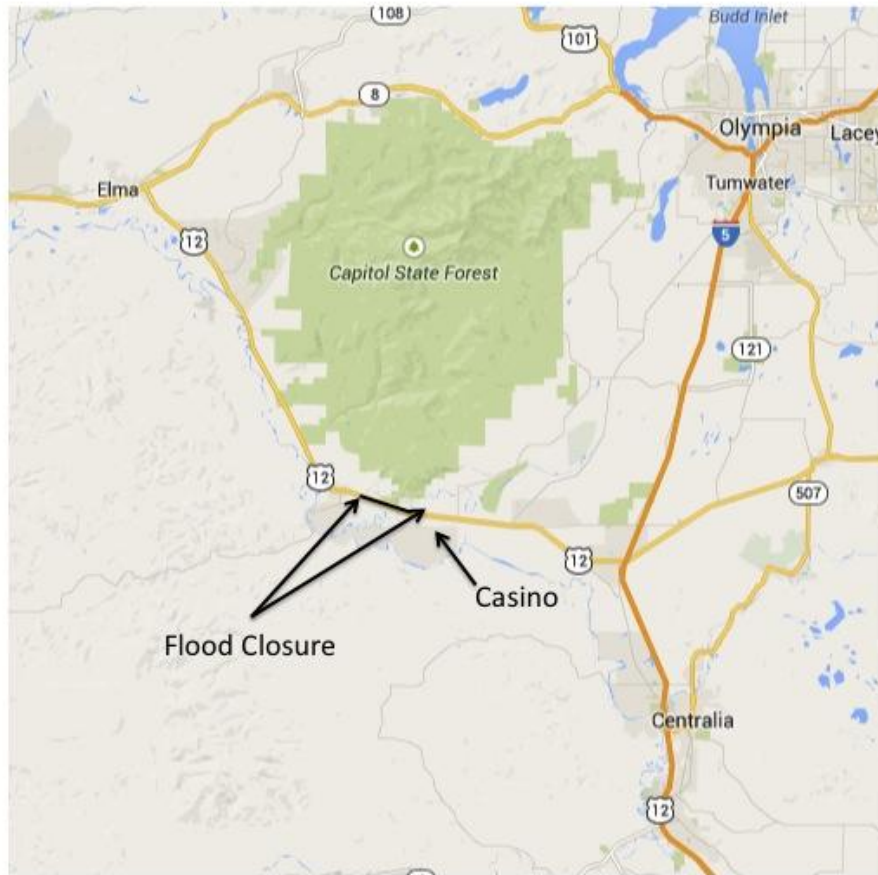 108
Budd Inlet
101
8
Olympia
Lacey
Elma
Tumwater
12
5
Capitol State Forest
121
12
507
12
Casino
Flood Closure
Centralia
12